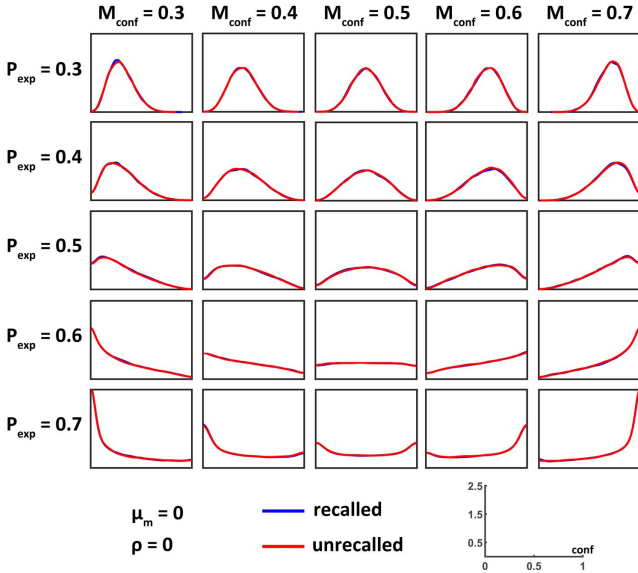 M_conf = 0.3 M_conf = 0.4 M_conf = 0.5 M_conf = 0.6 M_conf = 0.7
P_exp = 0.3
P_exp = 0.4
P_exp = 0.5
P_exp = 0.6
P_exp = 0.7
μ_m = 0
ρ = 0
recalled
unrecalled
2.5
1.5
0.5
conf
0 0.5 1